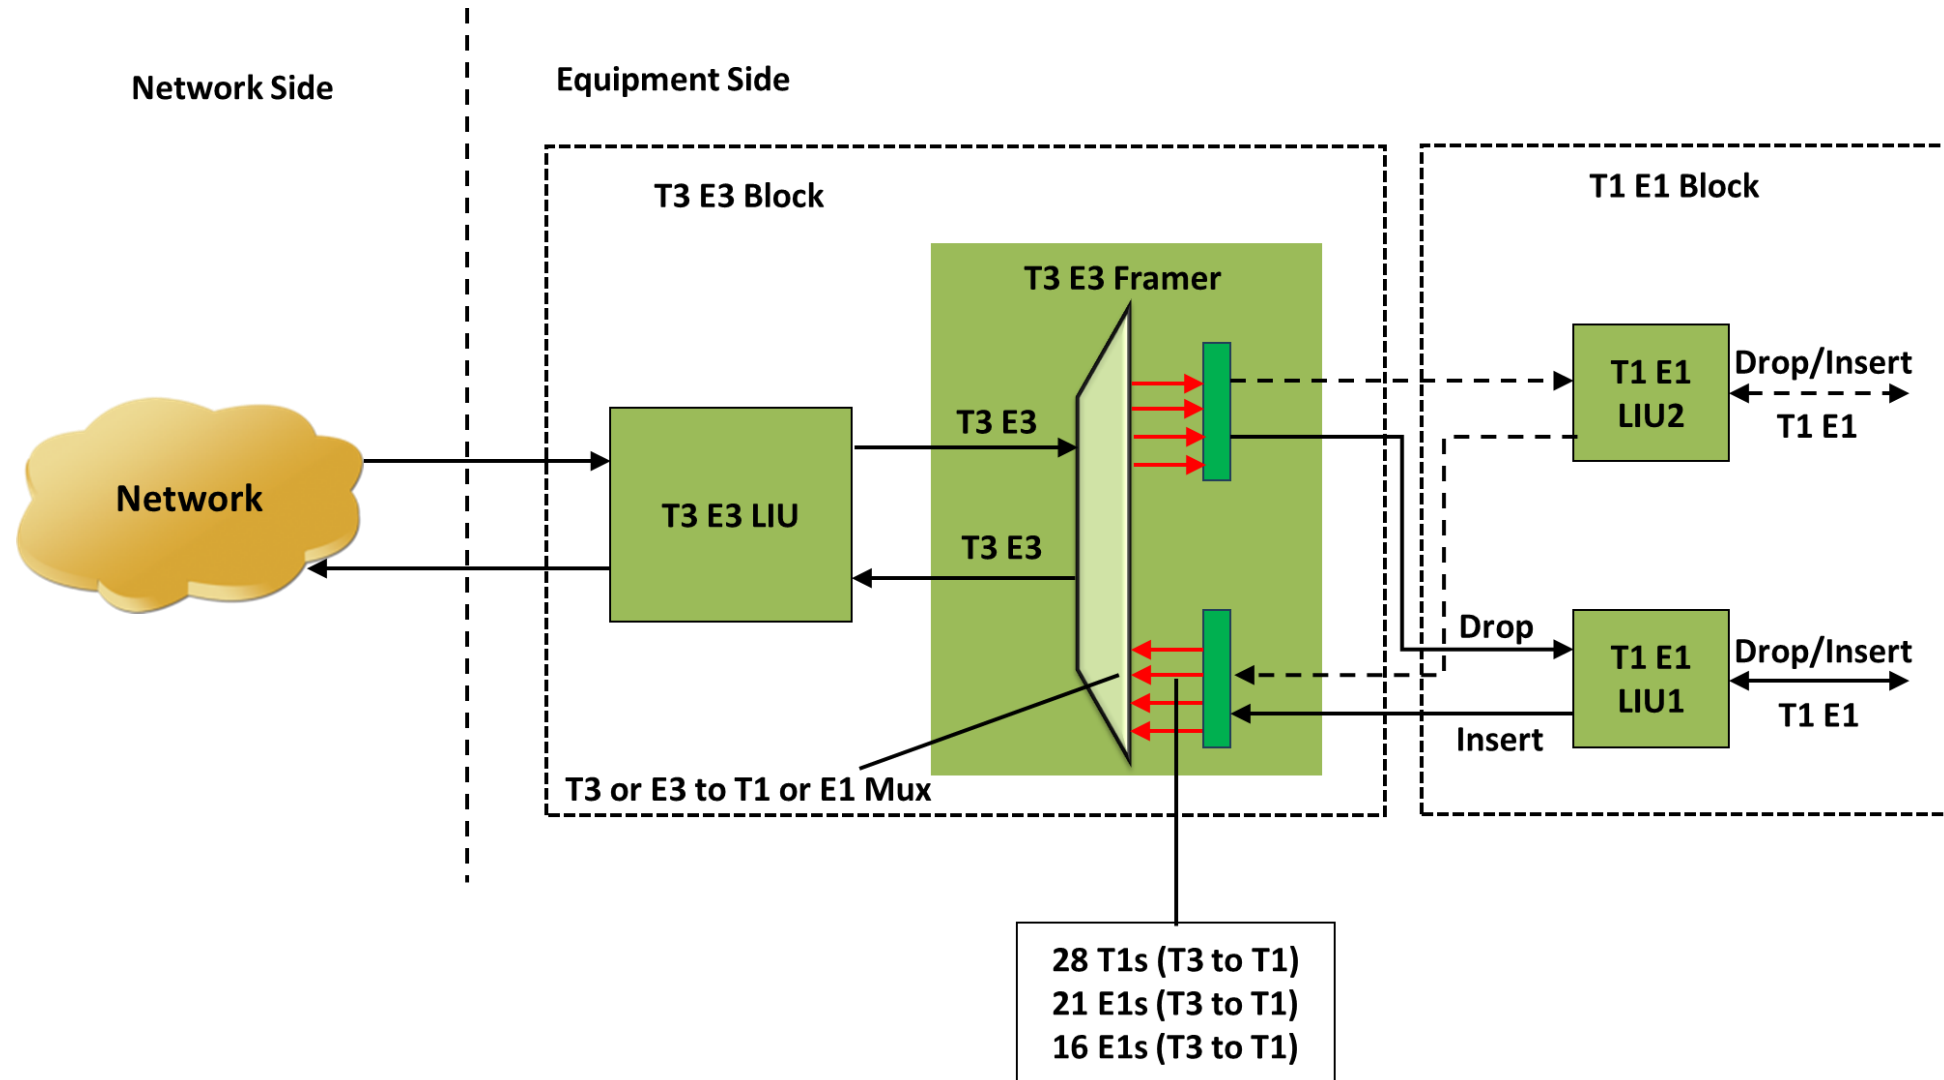 Network Side
Equipment Side
T3 E3 Block
T1 E1 Block
T3 E3 Framer
T1 E1
LIU2
Drop/Insert
T1 E1
T3 E3
Network
T3 E3 LIU
T3 E3
Drop
T1 E1
LIU1
Drop/Insert
T1 E1
Insert
T3 or E3 to T1 or E1 Mux
28 T1s (T3 to T1)
21 E1s (T3 to T1)
16 E1s (T3 to T1)